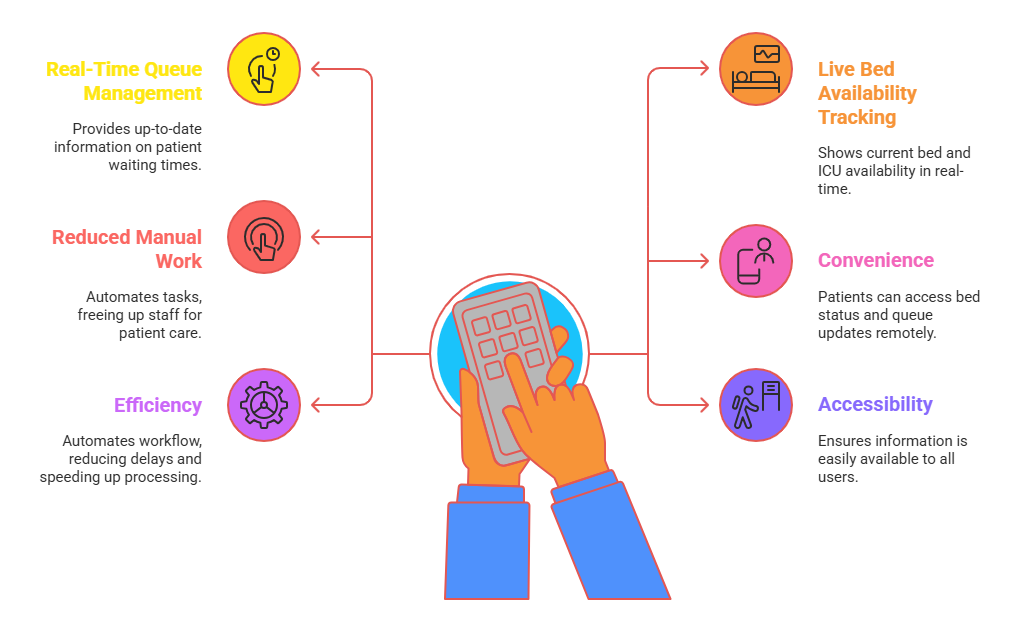 Real-Time Queue
Management
Provides up-to-date
information on patient
waiting times.
Reduced Manual
Work
Automates tasks,
freeing up staff for
patient care.
Efficiency
Automates workflow,
reducing delays and
speeding up processing.
Live Bed
Availability
Tracking
Shows current bed and
ICU availability in real-
time.
Convenience
Patients can access bed
status and queue
updates remotely.
Accessibility
Ensures information is
easily available to all
users.